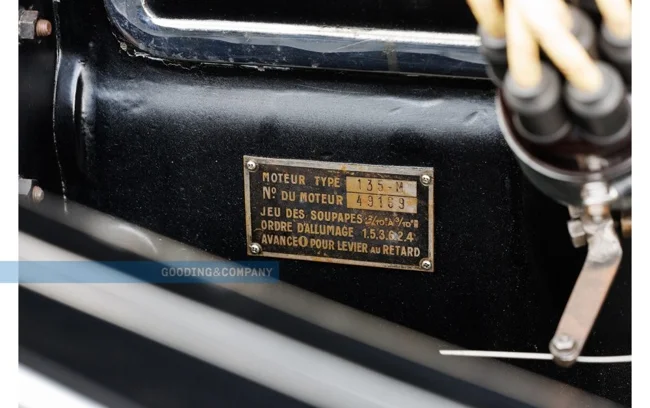 MOTEUR TYPE 135-M
Nº DU MOTEUR 49169
JEU DES SOUPAPES
ORDRE D'ALLUMAGE 1.5.3.6.2.4
AVANCE 0 POUR LEVIER AU RETARD
GOODING&COMPANY